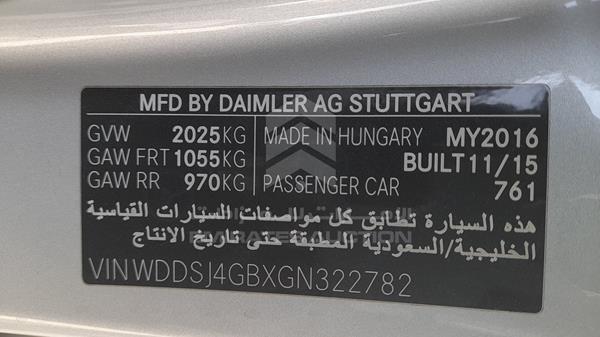 MFD BY DAIMLER AG STUTTGART
GVW 2025KG MADE IN HUNGARY MY2016
GAW FRT 1055KG BUILT 11/15
GAW RR 970KG PASSENGER CAR 761
هذه السيارة تطابق كل مواصفات السيارات القياسية
الخليجية/السعودية المطبقة حتى تاريخ الانتاج
EMIRATES AUCTION
VIN WDDSJ4GBXGN322782